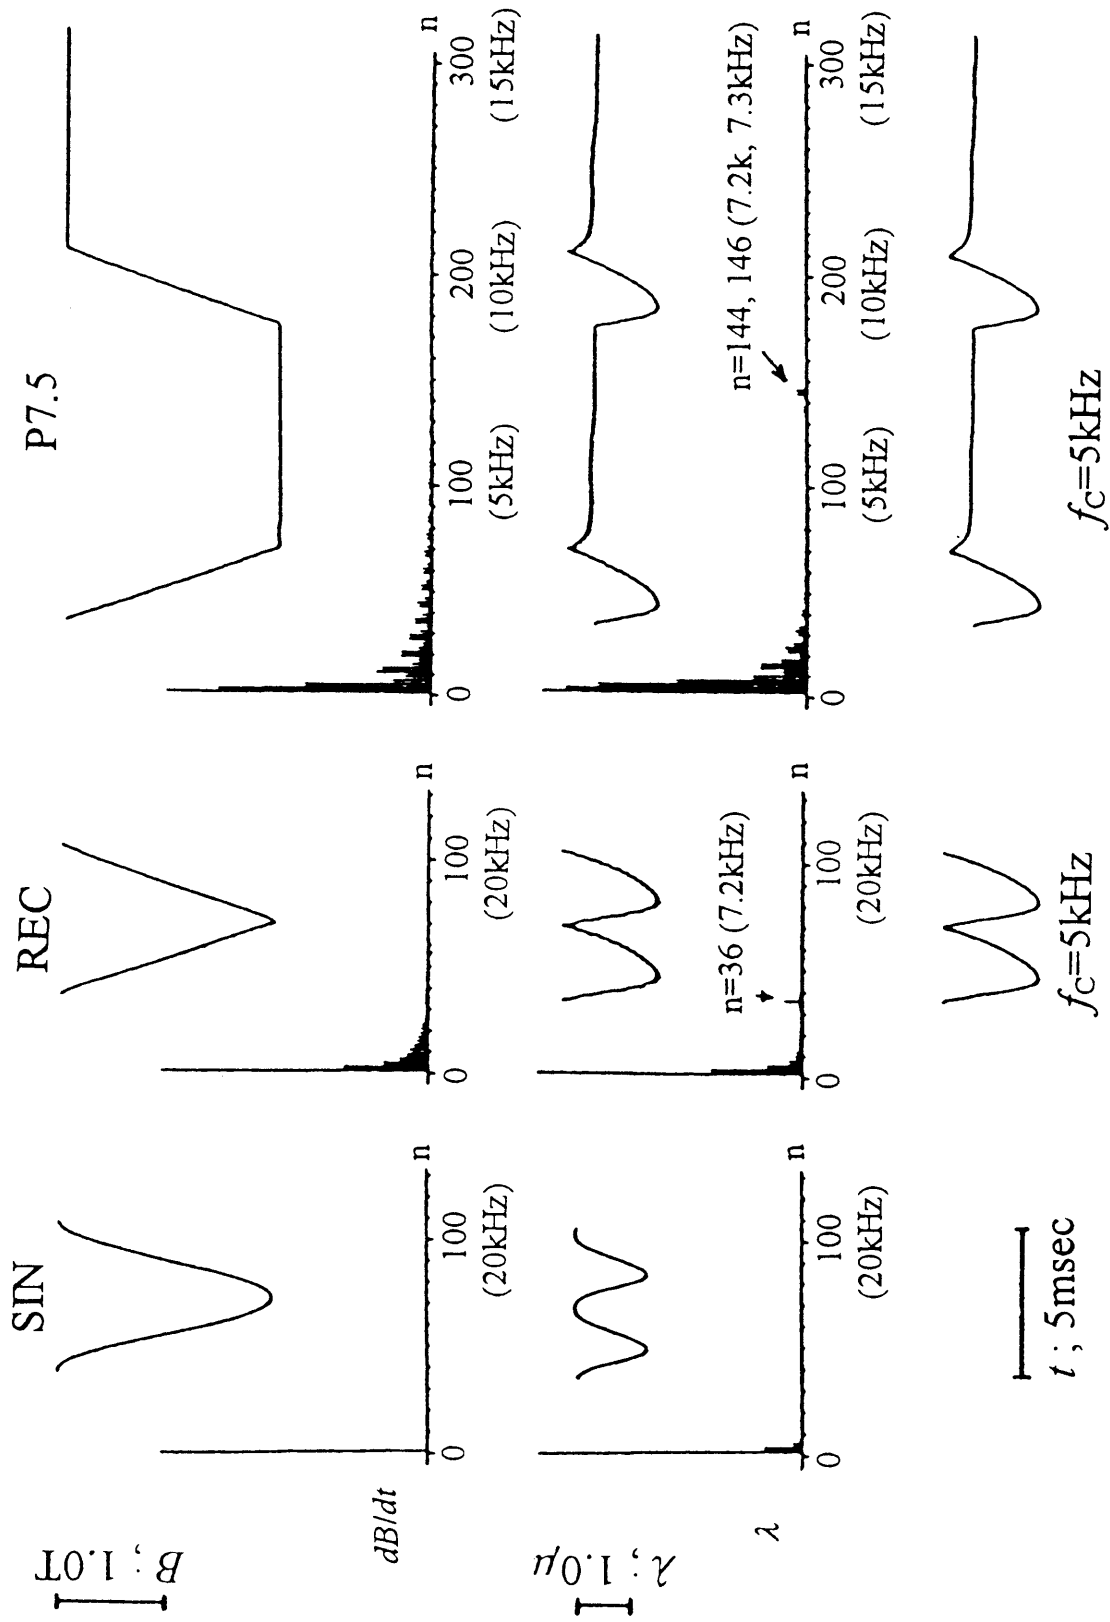 SIN
REC
P7.5
B ; 1.0T
dB/dt
0 100 n
(20kHz)
0 100 n
(20kHz)
0 100 200 300 n
(5kHz) (10kHz) (15kHz)
λ ; 1.0μ
λ
0 100 n
(20kHz)
n=36 (7.2kHz)
0 100 n
(20kHz)
n=144, 146 (7.2k, 7.3kHz)
0 100 200 300 n
(5kHz) (10kHz) (15kHz)
t ; 5msec
fC=5kHz
fC=5kHz